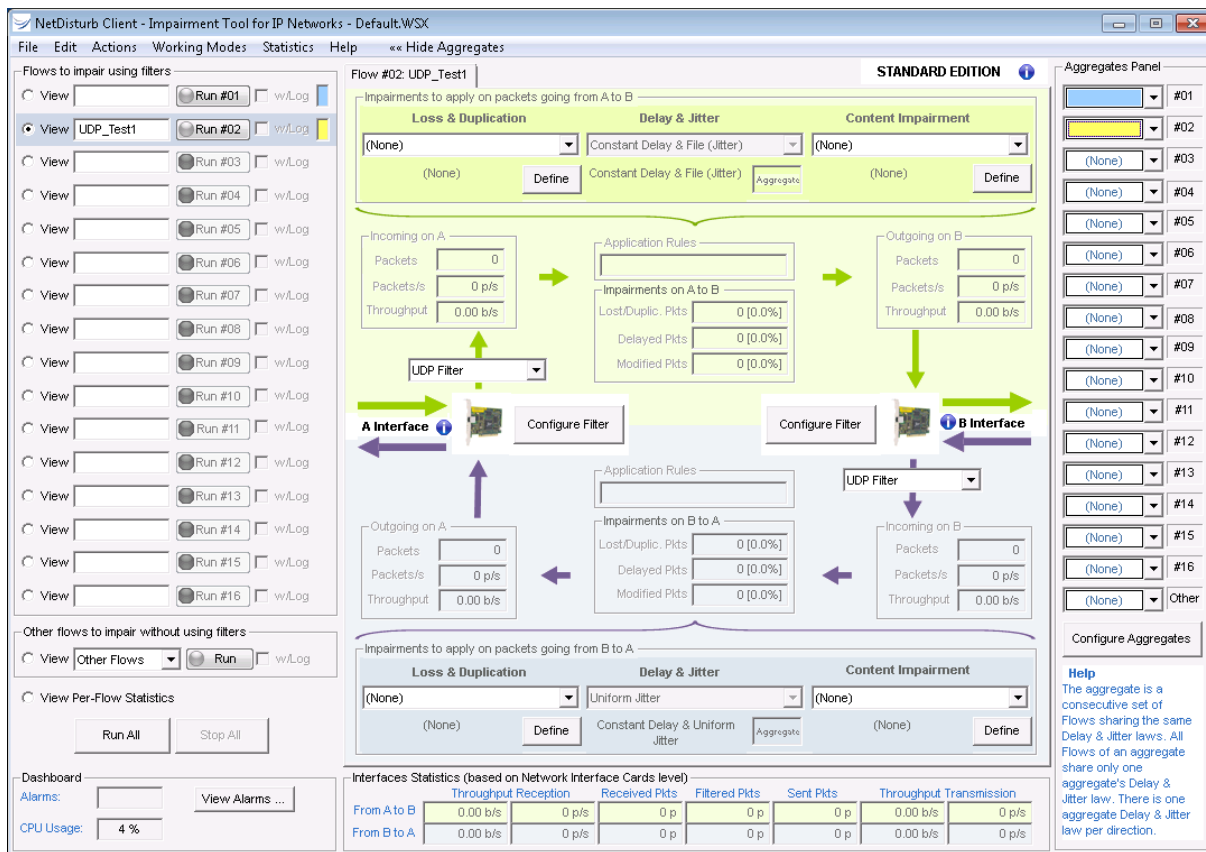 NetDisturb Client - Impairment Tool for IP Networks - Default.WSX
File Edit Actions Working Modes Statistics Help «« Hide Aggregates
Flows to impair using filters
View Run #01 w/Log
View UDP_Test1 Run #02 w/Log
View Run #03 w/Log
View Run #04 w/Log
View Run #05 w/Log
View Run #06 w/Log
View Run #07 w/Log
View Run #08 w/Log
View Run #09 w/Log
View Run #10 w/Log
View Run #11 w/Log
View Run #12 w/Log
View Run #13 w/Log
View Run #14 w/Log
View Run #15 w/Log
View Run #16 w/Log
Other flows to impair without using filters
View Other Flows Run w/Log
View Per-Flow Statistics
Run All Stop All
Dashboard
Alarms: View Alarms ...
CPU Usage: 4 %
Flow #02: UDP_Test1 STANDARD EDITION
Impairments to apply on packets going from A to B
Loss & Duplication Delay & Jitter Content Impairment
(None) Constant Delay & File (Jitter) (None)
(None) Define Constant Delay & File (Jitter) Aggregate (None) Define
Incoming on A
Packets 0
Packets/s 0 p/s
Throughput 0.00 b/s
Application Rules
Impairments on A to B
Lost/Duplic. Pkts 0 [0.0%]
Delayed Pkts 0 [0.0%]
Modified Pkts 0 [0.0%]
Outgoing on B
Packets 0
Packets/s 0 p/s
Throughput 0.00 b/s
UDP Filter
A Interface Configure Filter
Configure Filter B Interface
UDP Filter
Outgoing on A
Packets 0
Packets/s 0 p/s
Throughput 0.00 b/s
Application Rules
Impairments on B to A
Lost/Duplic. Pkts 0 [0.0%]
Delayed Pkts 0 [0.0%]
Modified Pkts 0 [0.0%]
Incoming on B
Packets 0
Packets/s 0 p/s
Throughput 0.00 b/s
Impairments to apply on packets going from B to A
Loss & Duplication Delay & Jitter Content Impairment
(None) Uniform Jitter (None)
(None) Define Constant Delay & Uniform Jitter Aggregate (None) Define
Interfaces Statistics (based on Network Interface Cards level)
Throughput Reception Received Pkts Filtered Pkts Sent Pkts Throughput Transmission
From A to B 0.00 b/s 0 p/s 0 p 0 p 0 p 0.00 b/s 0 p/s
From B to A 0.00 b/s 0 p/s 0 p 0 p 0 p 0.00 b/s 0 p/s
Aggregates Panel
#01
#02
(None) #03
(None) #04
(None) #05
(None) #06
(None) #07
(None) #08
(None) #09
(None) #10
(None) #11
(None) #12
(None) #13
(None) #14
(None) #15
(None) #16
(None) Other
Configure Aggregates
Help
The aggregate is a
consecutive set of
Flows sharing the same
Delay & Jitter laws. All
Flows of an aggregate
share only one
aggregate's Delay &
Jitter law. There is one
aggregate Delay & Jitter
law per direction.